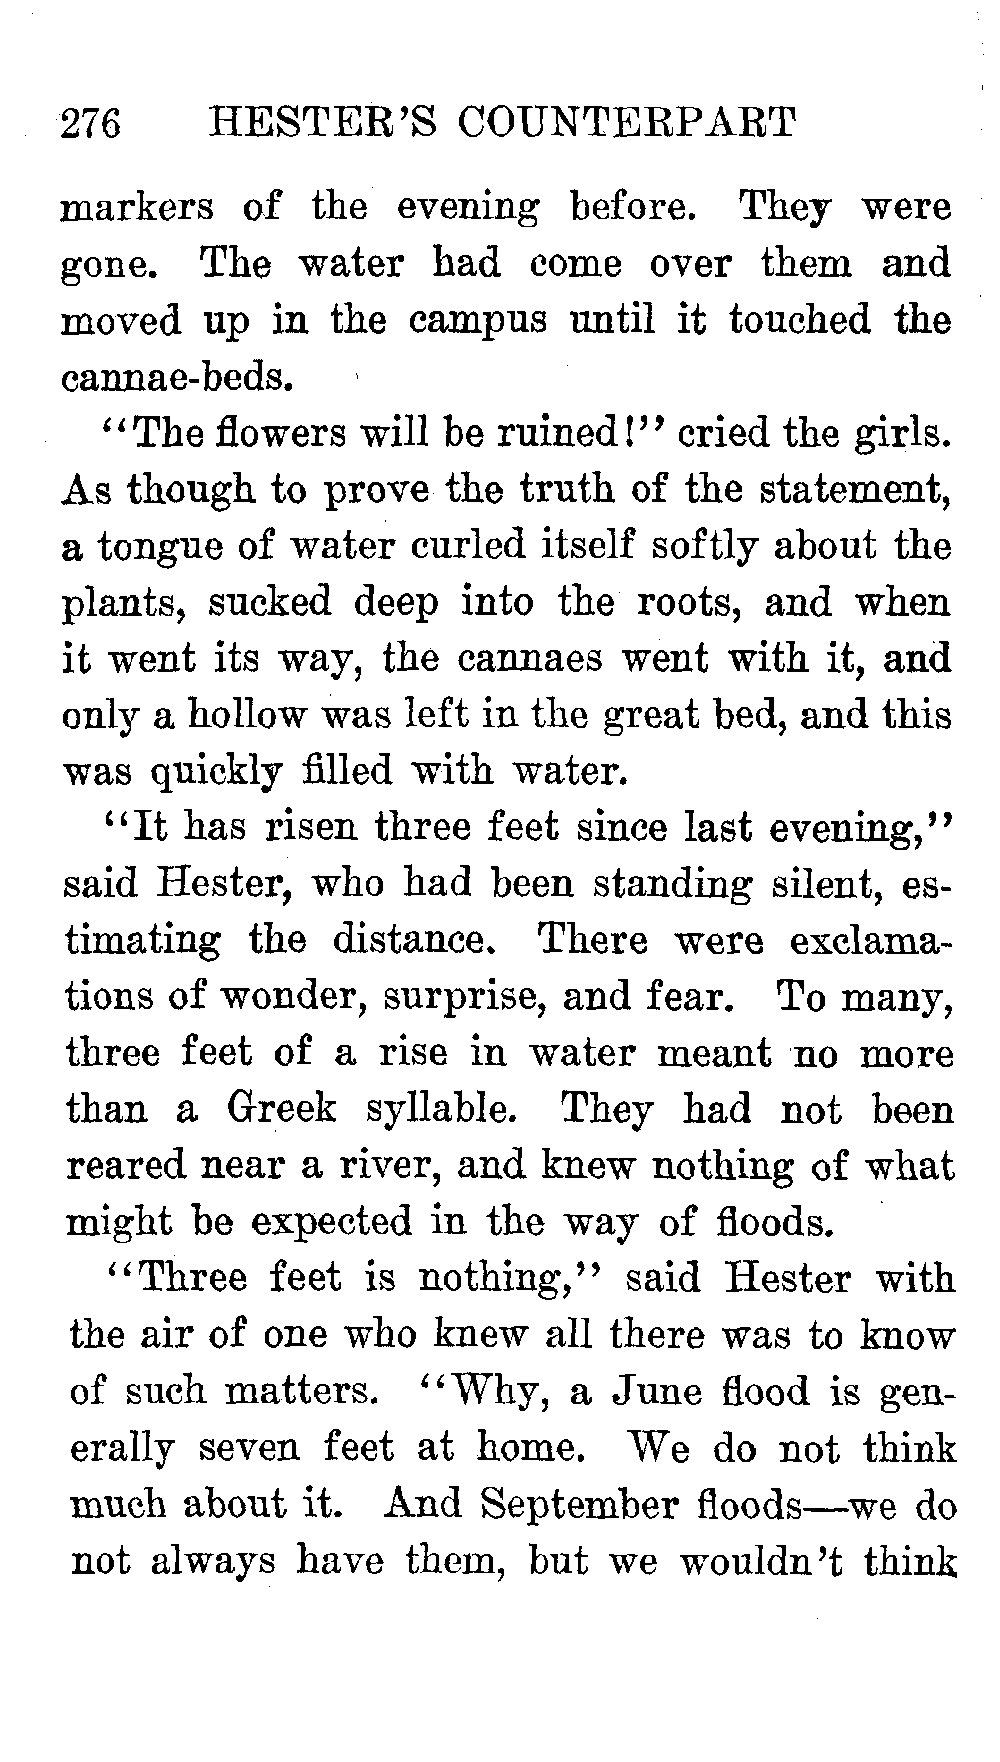 276 HESTER'S COUNTERPART
markers of the evening before. They were
gone. The water had come over them and
moved up in the campus until it touched the
cannae-beds.
"The flowers will be ruined!" cried the girls.
As though to prove the truth of the statement,
a tongue of water curled itself softly about the
plants, sucked deep into the roots, and when
it went its way, the cannaes went with it, and
only a hollow was left in the great bed, and this
was quickly filled with water.
"It has risen three feet since last evening,"
said Hester, who had been standing silent, es-
timating the distance. There were exclama-
tions of wonder, surprise, and fear. To many,
three feet of a rise in water meant no more
than a Greek syllable. They had not been
reared near a river, and knew nothing of what
might be expected in the way of floods.
"Three feet is nothing," said Hester with
the air of one who knew all there was to know
of such matters. "Why, a June flood is gen-
erally seven feet at home. We do not think
much about it. And September floods—we do
not always have them, but we wouldn't think